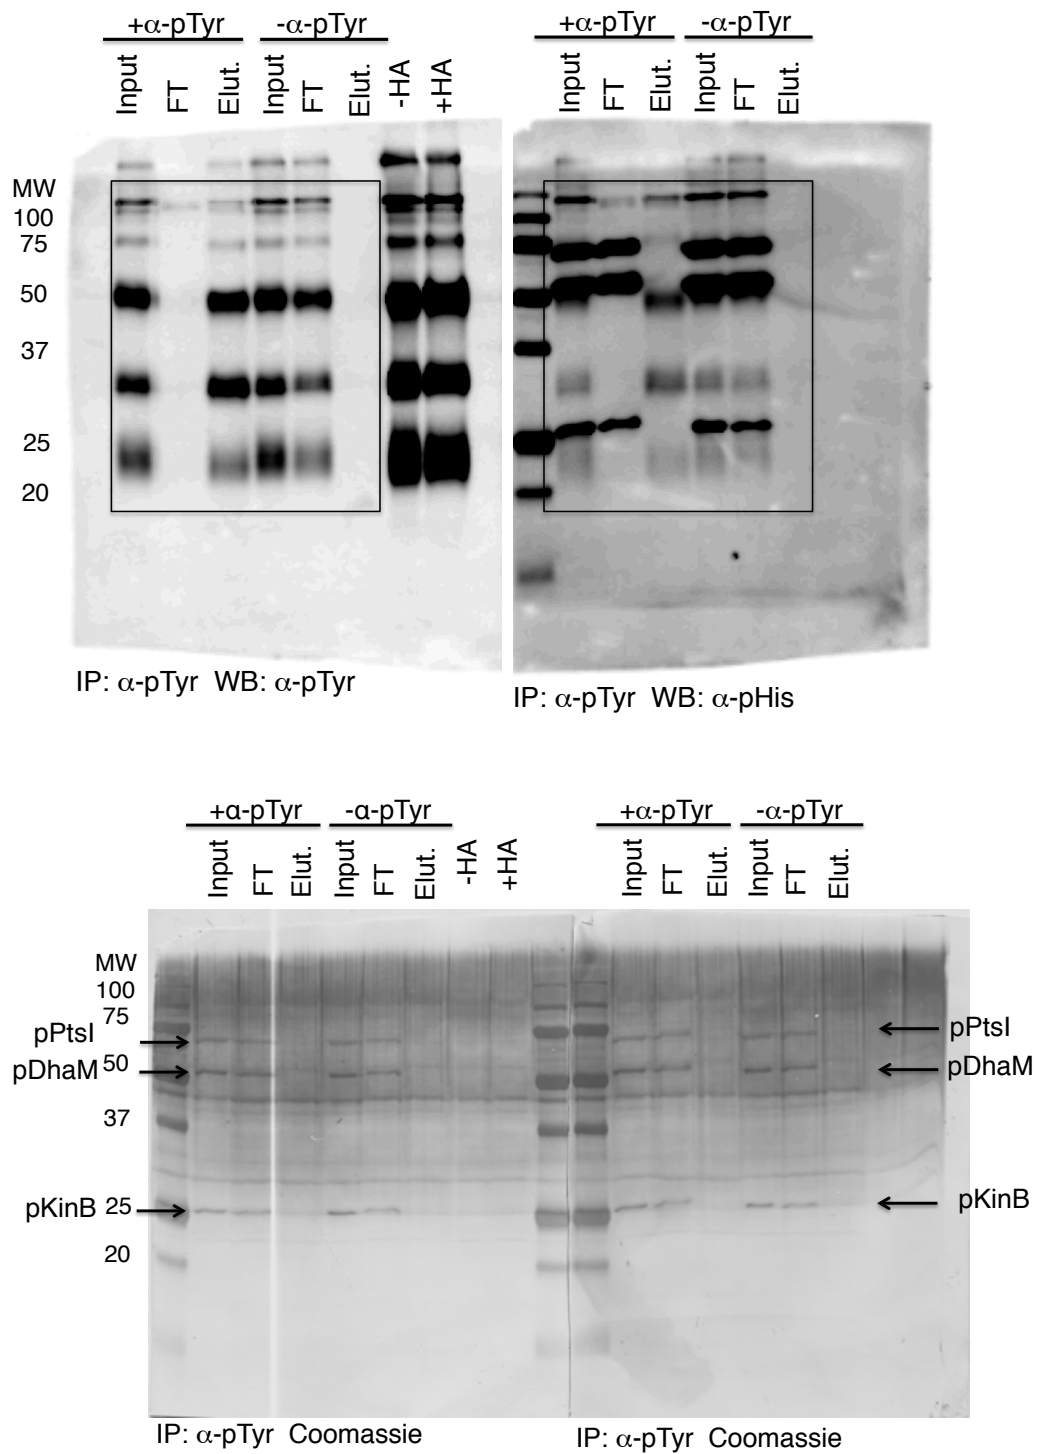 +α-pTyr -α-pTyr
Input FT Elut. Input FT Elut. -HA +HA
MW
100
75
50
37
25
20
IP: α-pTyr WB: α-pTyr
+α-pTyr -α-pTyr
Input FT Elut. Input FT Elut.
IP: α-pTyr WB: α-pHis
+α-pTyr -α-pTyr +α-pTyr -α-pTyr
Input FT Elut. Input FT Elut. -HA +HA Input FT Elut. Input FT Elut.
MW
100
75
pPtsI pPtsI
pDhaM 50 pDhaM
37
pKinB 25 pKinB
20
IP: α-pTyr Coomassie IP: α-pTyr Coomassie